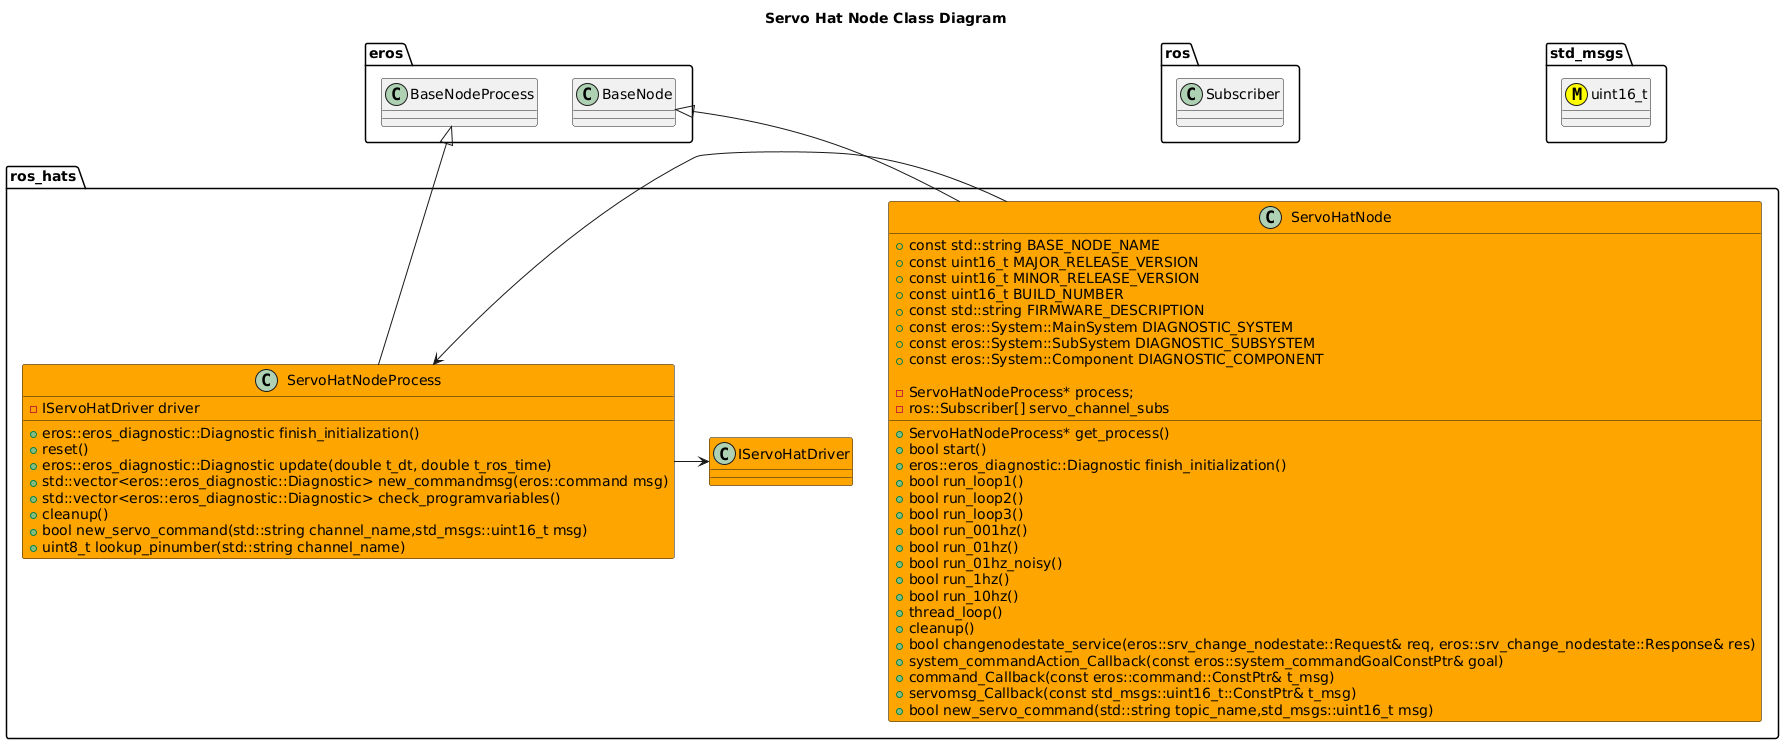 Servo Hat Node Class Diagram
eros
C BaseNodeProcess
C BaseNode
ros
C Subscriber
std_msgs
M uint16_t
ros_hats
C ServoHatNode
const std::string BASE_NODE_NAME
const uint16_t MAJOR_RELEASE_VERSION
const uint16_t MINOR_RELEASE_VERSION
const uint16_t BUILD_NUMBER
const std::string FIRMWARE_DESCRIPTION
const eros::System::MainSystem DIAGNOSTIC_SYSTEM
const eros::System::SubSystem DIAGNOSTIC_SUBSYSTEM
const eros::System::Component DIAGNOSTIC_COMPONENT
ServoHatNodeProcess* process;
ros::Subscriber[] servo_channel_subs
ServoHatNodeProcess* get_process()
bool start()
eros::eros_diagnostic::Diagnostic finish_initialization()
bool run_loop1()
bool run_loop2()
bool run_loop3()
bool run_001hz()
bool run_01hz()
bool run_01hz_noisy()
bool run_1hz()
bool run_10hz()
thread_loop()
cleanup()
bool changenodestate_service(eros::srv_change_nodestate::Request& req, eros::srv_change_nodestate::Response& res)
system_commandAction_Callback(const eros::system_commandGoalConstPtr& goal)
command_Callback(const eros::command::ConstPtr& t_msg)
servomsg_Callback(const std_msgs::uint16_t::ConstPtr& t_msg)
bool new_servo_command(std::string topic_name,std_msgs::uint16_t msg)
C ServoHatNodeProcess
IServoHatDriver driver
eros::eros_diagnostic::Diagnostic finish_initialization()
reset()
eros::eros_diagnostic::Diagnostic update(double t_dt, double t_ros_time)
std::vector<eros::eros_diagnostic::Diagnostic> new_commandmsg(eros::command msg)
std::vector<eros::eros_diagnostic::Diagnostic> check_programvariables()
cleanup()
bool new_servo_command(std::string channel_name,std_msgs::uint16_t msg)
uint8_t lookup_pinumber(std::string channel_name)
C IServoHatDriver